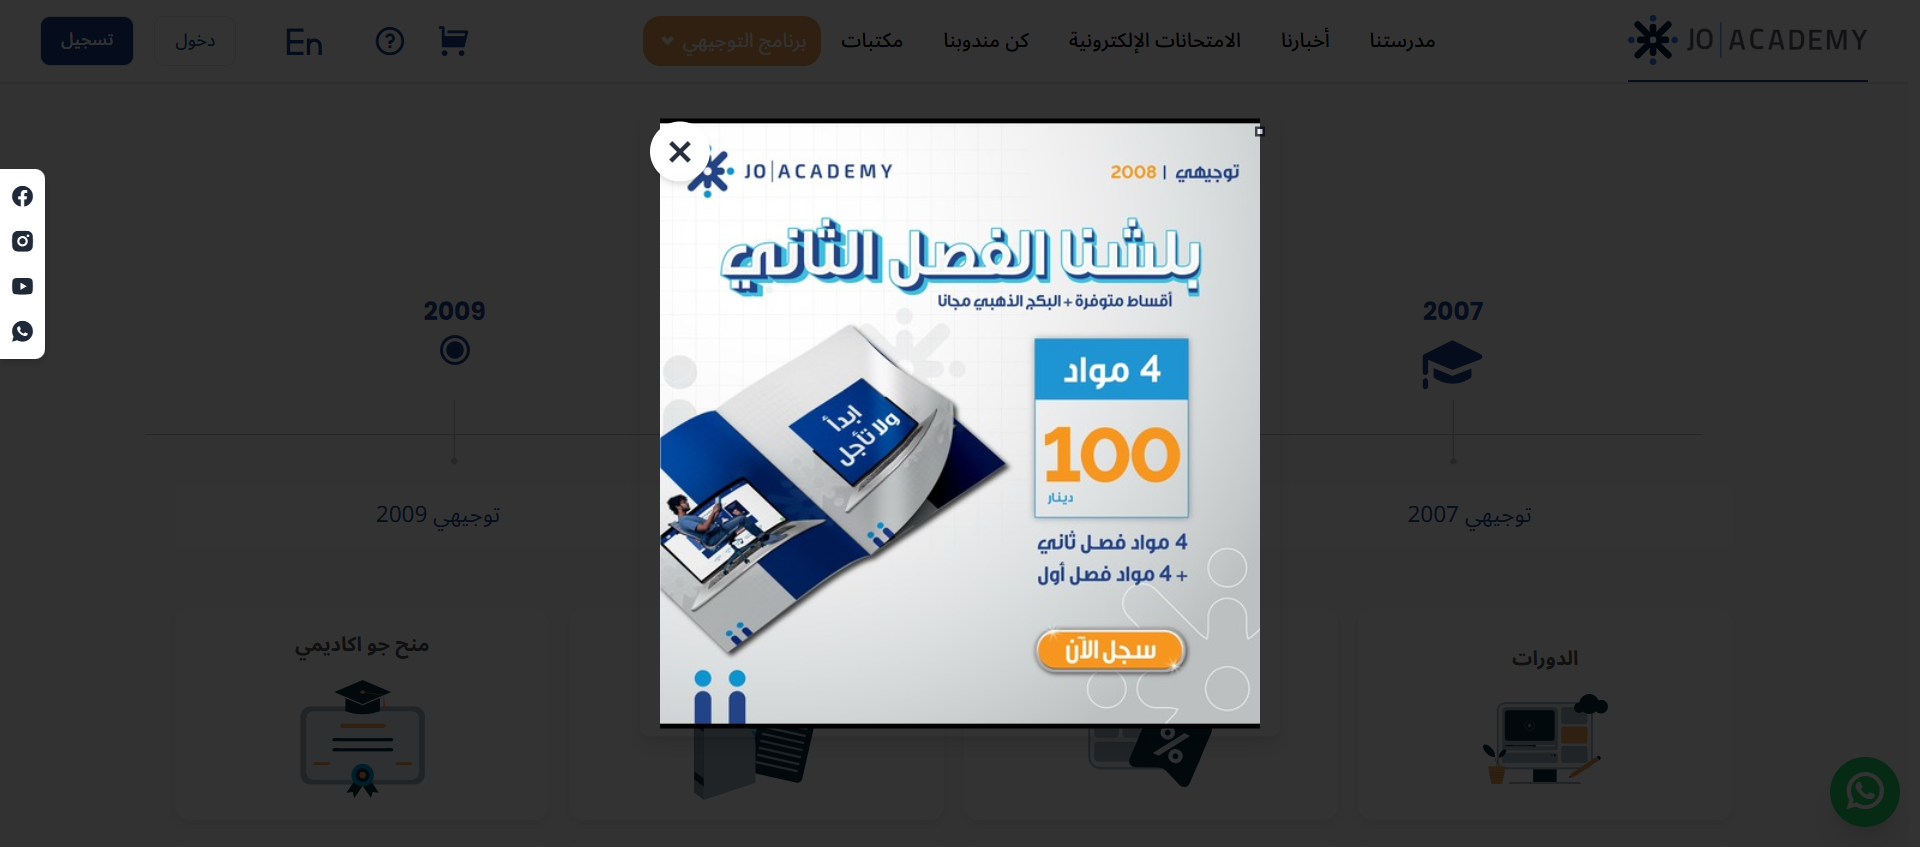 JO ACADEMY
مدرستنا
أخبارنا
الامتحانات الإلكترونية
كن مندوبنا
مكتبات
برنامج التوجيهي
En
دخول
تسجيل
JO ACADEMY
توجيهي | 2008
بلشنا الفصل الثاني
أقساط متوفرة + البكج الذهبي مجانا
4 مواد
100
دينار
4 مواد فصل ثاني
+ 4 مواد فصل أول
سجل الآن
ابدأ
ولا تأجل
2007
2009
توجيهي 2007
توجيهي 2009
الدورات
منح جو اكاديمي